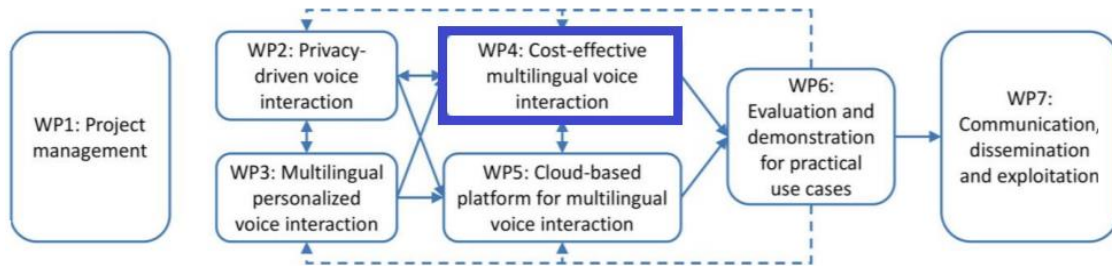 WP1: Project
management
WP2: Privacy-
driven voice
interaction
WP3: Multilingual
personalized
voice interaction
WP4: Cost-effective
multilingual voice
interaction
WP5: Cloud-based
platform for multilingual
voice interaction
WP6:
Evaluation and
demonstration
for practical
use cases
WP7:
Communication,
dissemination
and exploitation